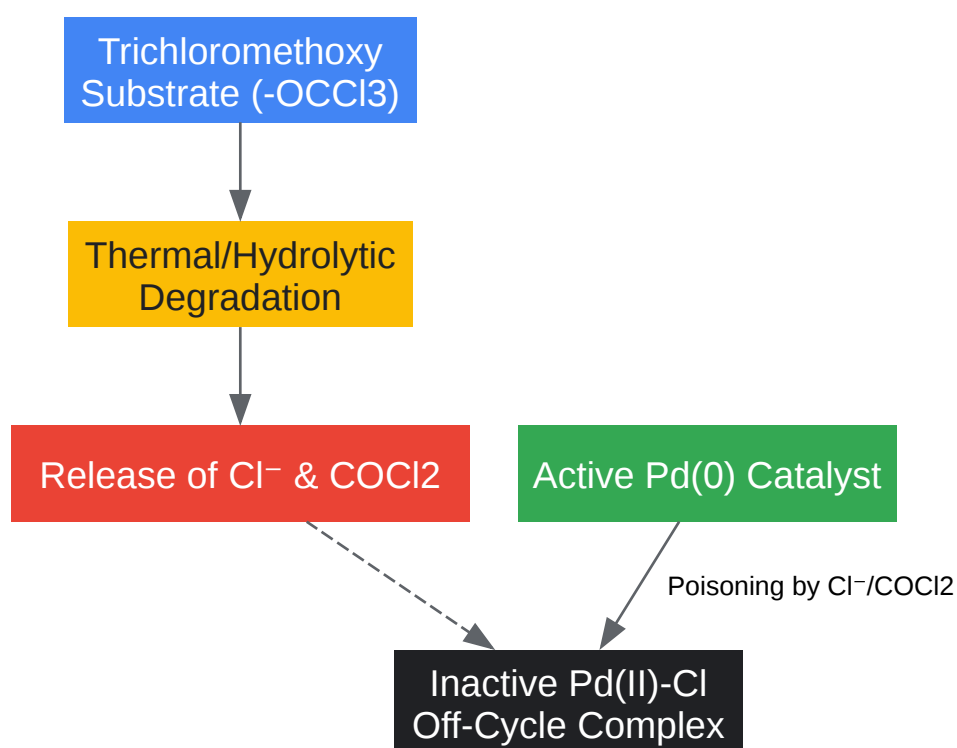 Trichloromethoxy
Substrate (-OCCl3)
Thermal/Hydrolytic
Degradation
Release of Cl⁻ & COCl2
Active Pd(0) Catalyst
Poisoning by Cl⁻/COCl2
Inactive Pd(II)-Cl
Off-Cycle Complex